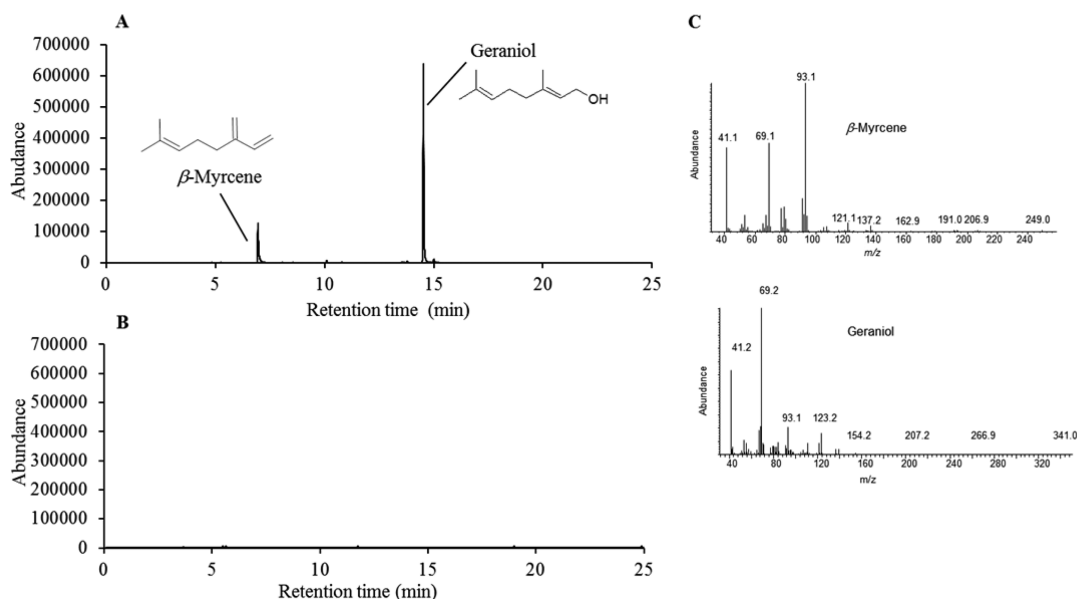 A
Abudance
700000
600000
500000
400000
300000
200000
100000
0
β-Myrcene
Geraniol
OH
0
5
10
15
20
25
Retention time (min)
B
Abundance
700000
600000
500000
400000
300000
200000
100000
0
0
5
10
15
20
25
Retention time (min)
C
Abundance
93.1
41.1
69.1
β-Myrcene
121.1
137.2
162.9
191.0
206.9
249.0
40 60 80 100 120 140 160 180 200 220 240
m/z
Abundance
69.2
41.2
Geraniol
93.1
123.2
154.2
207.2
266.9
341.0
40 80 120 160 200 240 280 320
m/z